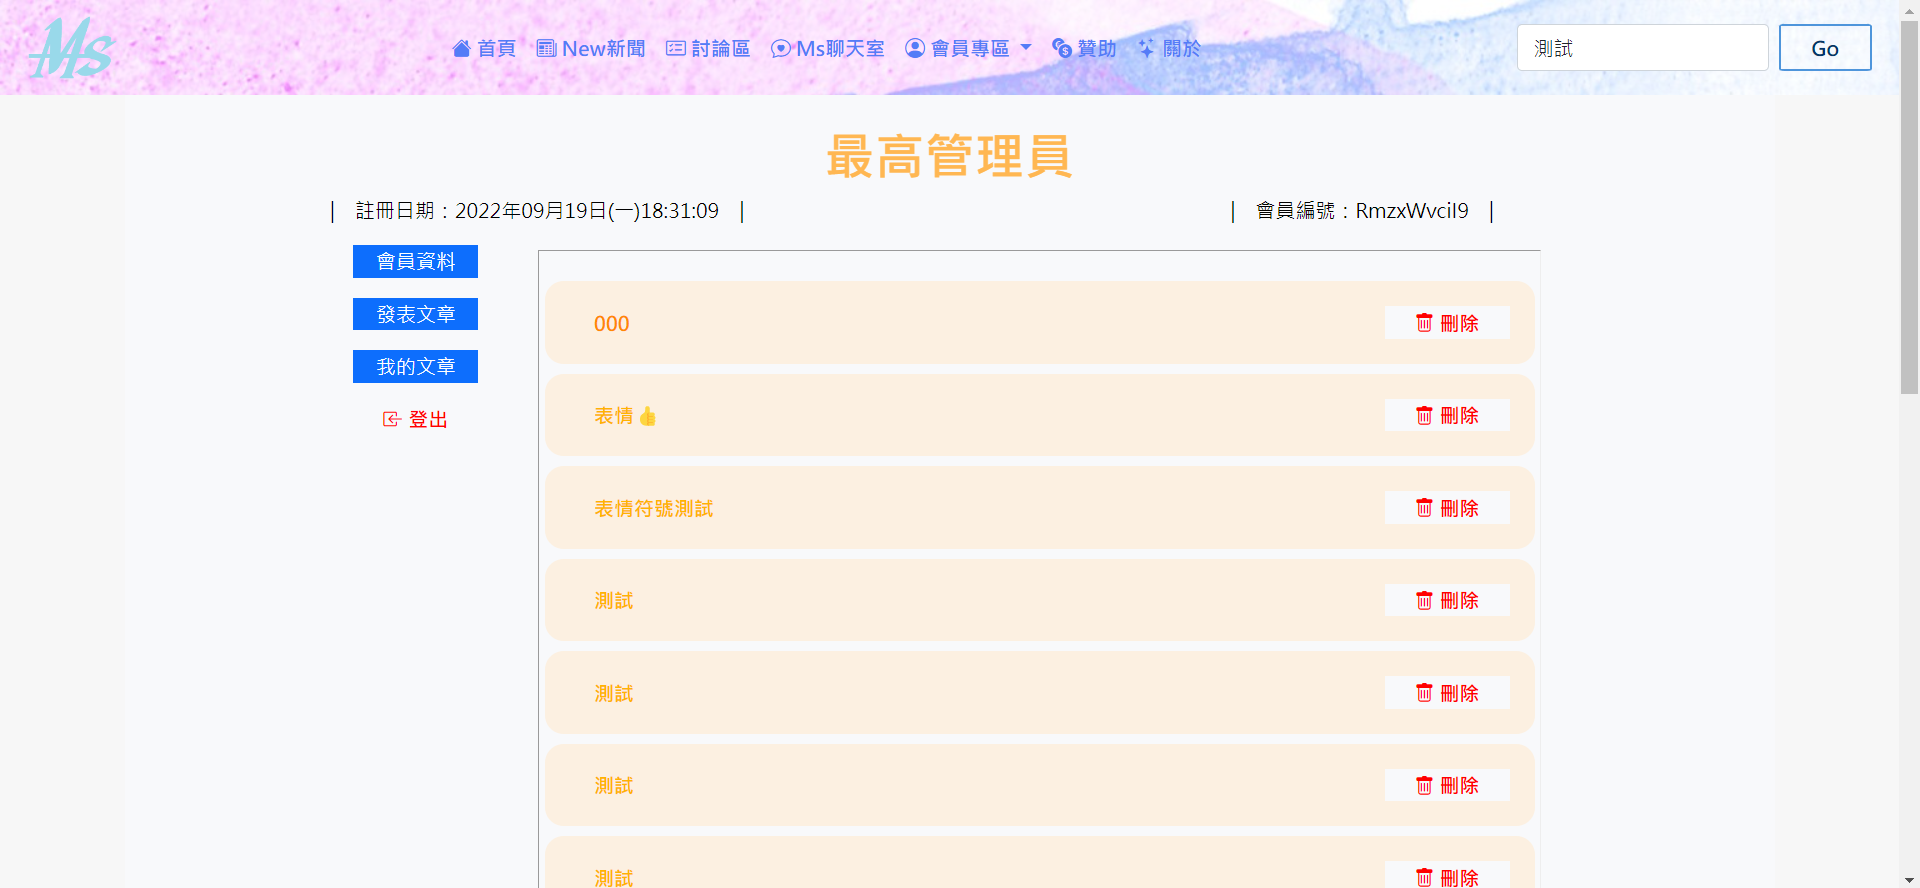 Ms 首頁 New新聞 討論區 Ms聊天室 會員專區 贊助 關於 測試 Go
最高管理員
| 註冊日期：2022年09月19日(一)18:31:09 | | 會員編號：RmzxWvciI9 |
會員資料
發表文章
我的文章
登出
000 刪除
表情👍 刪除
表情符號測試 刪除
測試 刪除
測試 刪除
測試 刪除
測試 刪除